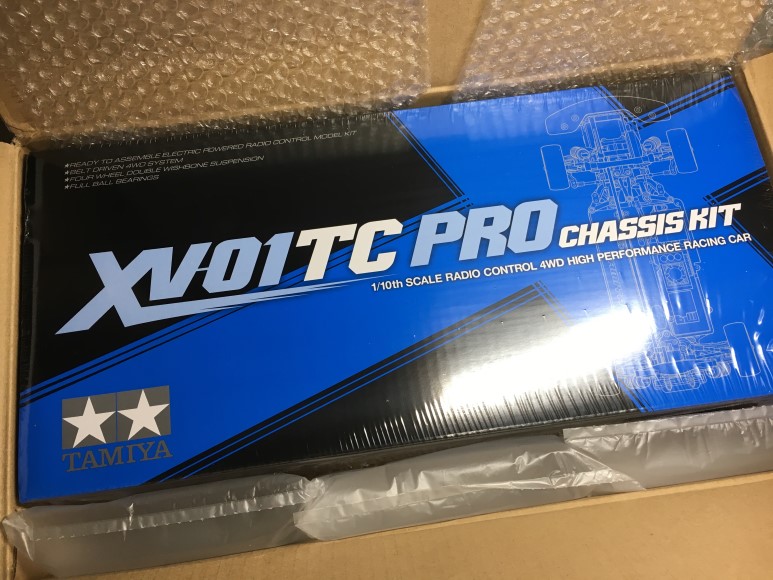 ★READY TO ASSEMBLE ELECTRIC POWERED RADIO CONTROL MODEL KIT
★BELT DRIVEN 4WD SYSTEM
★FOUR WHEEL DOUBLE WISHBONE SUSPENSION
★FULL BALL BEARINGS
XV-01TC PRO CHASSIS KIT
1/10th SCALE RADIO CONTROL 4WD HIGH PERFORMANCE RACING CAR
TAMIYA